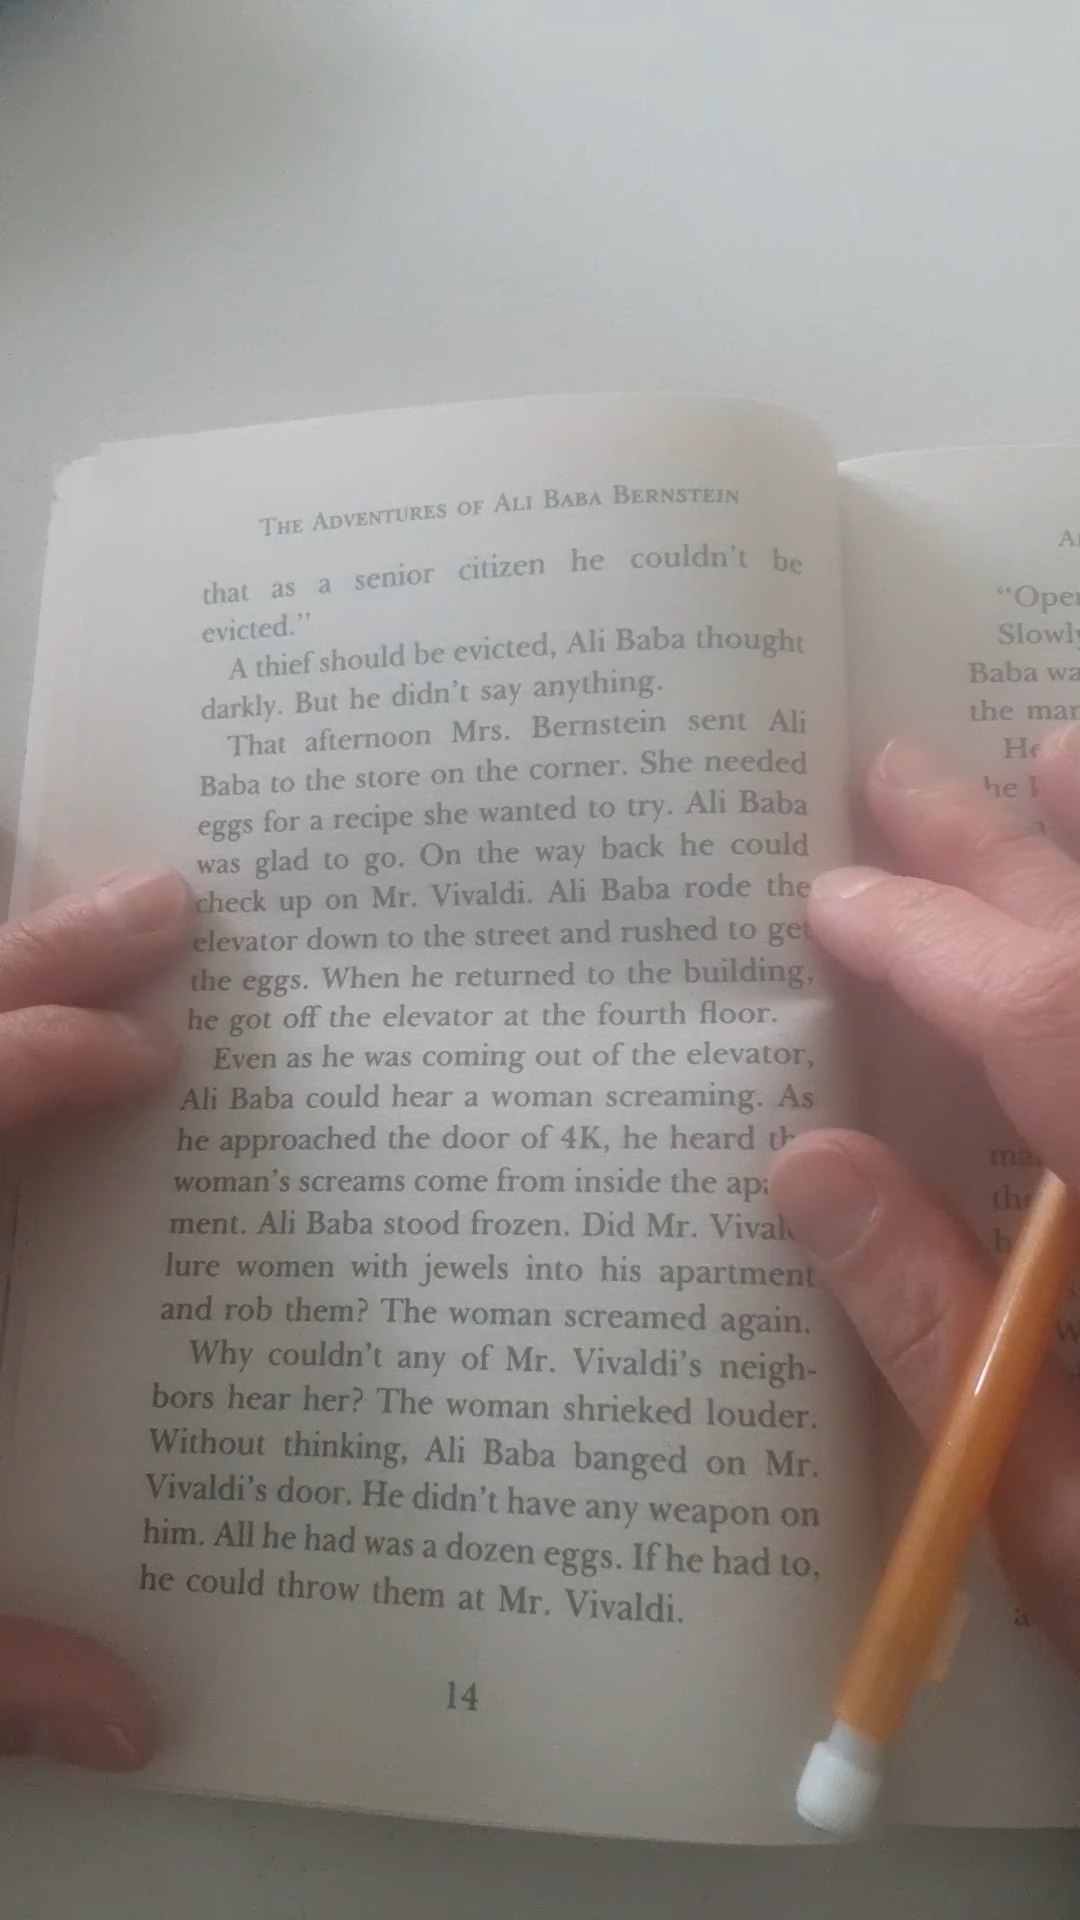 THE ADVENTURES OF ALI BABA BERNSTEIN
that as a senior citizen he couldn't be
evicted."
A thief should be evicted, Ali Baba thought
darkly. But he didn't say anything.
That afternoon Mrs. Bernstein sent Ali
Baba to the store on the corner. She needed
eggs for a recipe she wanted to try. Ali Baba
was glad to go. On the way back he could
check up on Mr. Vivaldi. Ali Baba rode the
elevator down to the street and rushed to get
the eggs. When he returned to the building,
he got off the elevator at the fourth floor.
Even as he was coming out of the elevator,
Ali Baba could hear a woman screaming. As
he approached the door of 4K, he heard
woman's screams come from inside the
ment. Ali Baba stood frozen. Did Mr.
lure women with jewels into his apartment
and rob them? The woman screamed again.
Why couldn't any of Mr. Vivaldi's neigh-
bors hear her? The woman shrieked louder.
Without thinking, Ali Baba banged on Mr.
Vivaldi's door. He didn't have any weapon on
him. All he had was a dozen eggs. If he had to,
he could throw them at Mr. Vivaldi.
14
Baba
the
He
he